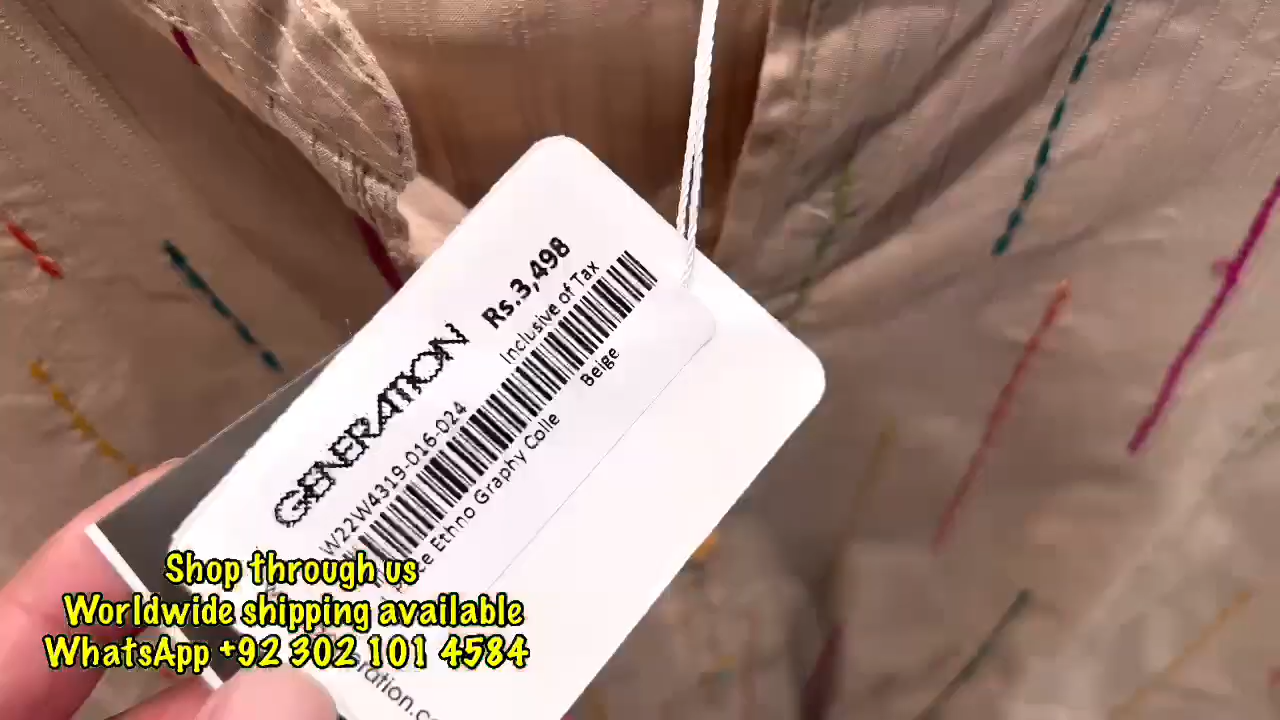 GENERATION
Rs.3,498
Inclusive of Tax
W22W4319-016-024
Ethno Graphy Colle
Beige
Shop through us
Worldwide shipping available
WhatsApp +92 302 101 4584